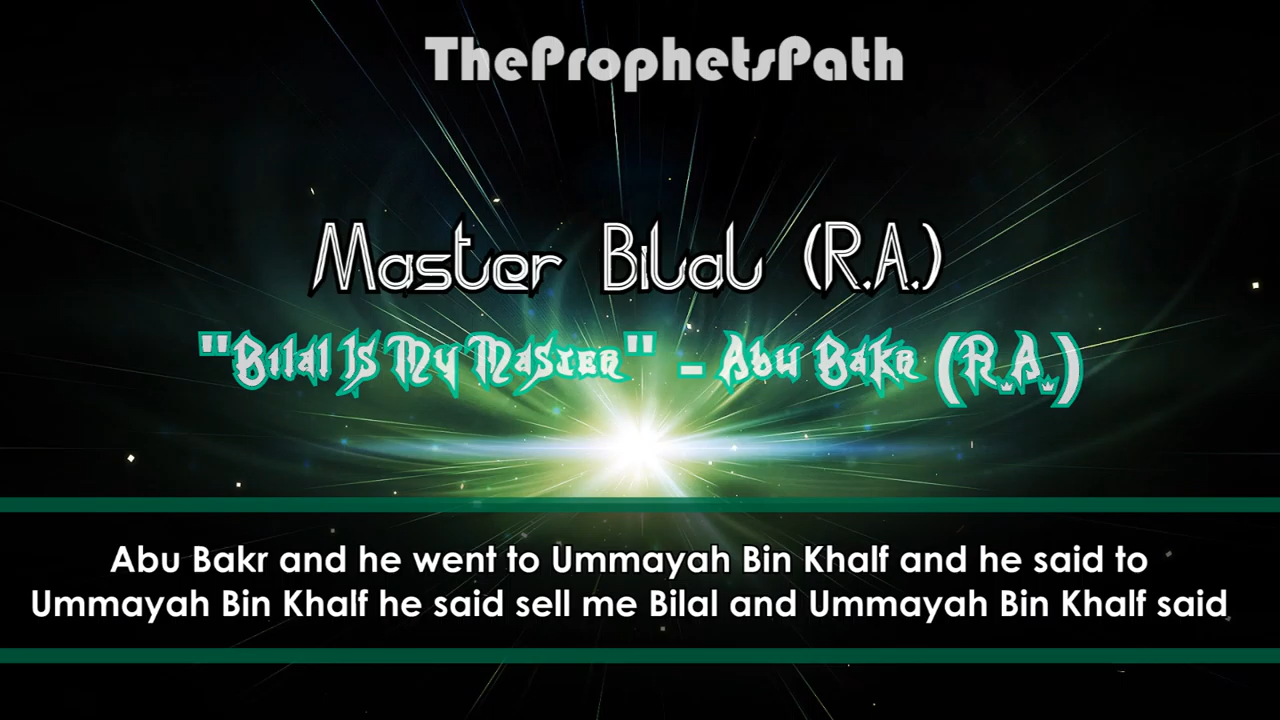 TheProphetsPath
Master Bilal (R.A.)
"Bilal Is My Master" - Abu Bakr (R.A.)
Abu Bakr and he went to Ummayah Bin Khalf and he said to
Ummayah Bin Khalf he said sell me Bilal and Ummayah Bin Khalf said